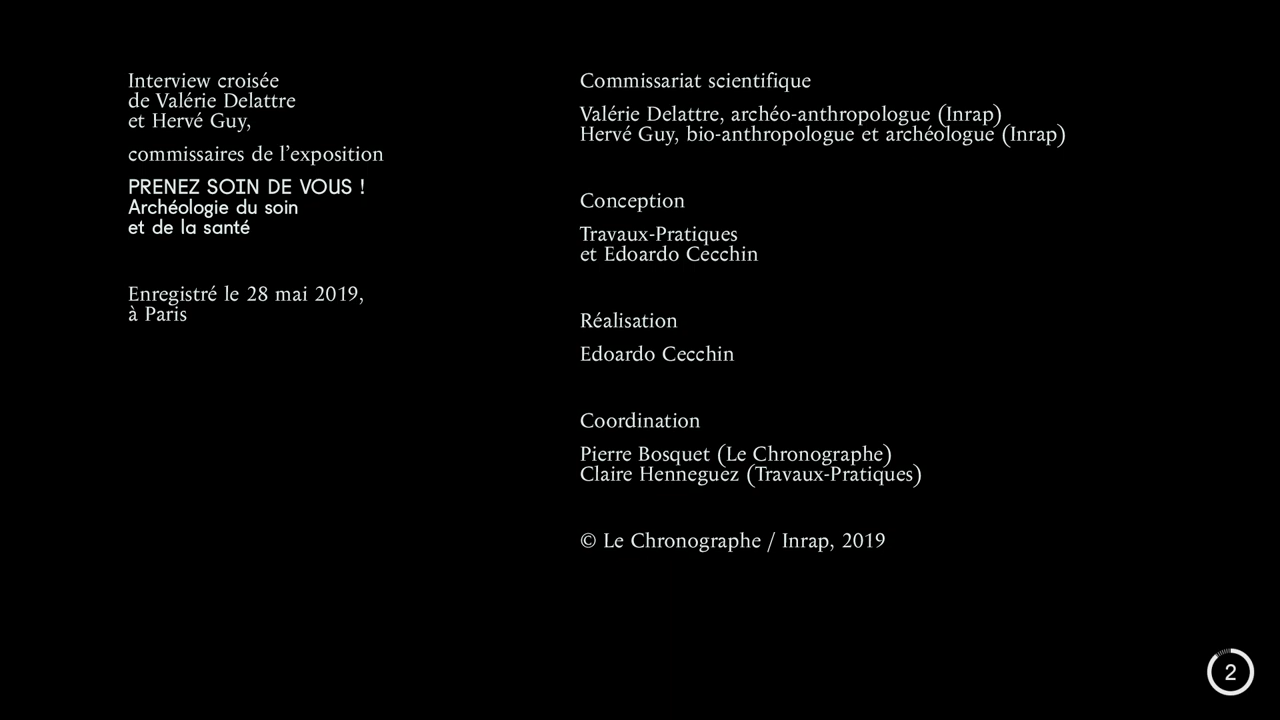 Interview croisée
de Valérie Delattre
et Hervé Guy,
commissaires de l'exposition
PRENEZ SOIN DE VOUS !
Archéologie du soin
et de la santé
Enregistré le 28 mai 2019,
à Paris
Commissariat scientifique
Valérie Delattre, archéo-anthropologue (Inrap)
Hervé Guy, bio-anthropologue et archéologue (Inrap)
Conception
Travaux-Pratiques
et Edoardo Cecchin
Réalisation
Edoardo Cecchin
Coordination
Pierre Bosquet (Le Chronographe)
Claire Henneguez (Travaux-Pratiques)
© Le Chronographe / Inrap, 2019
2